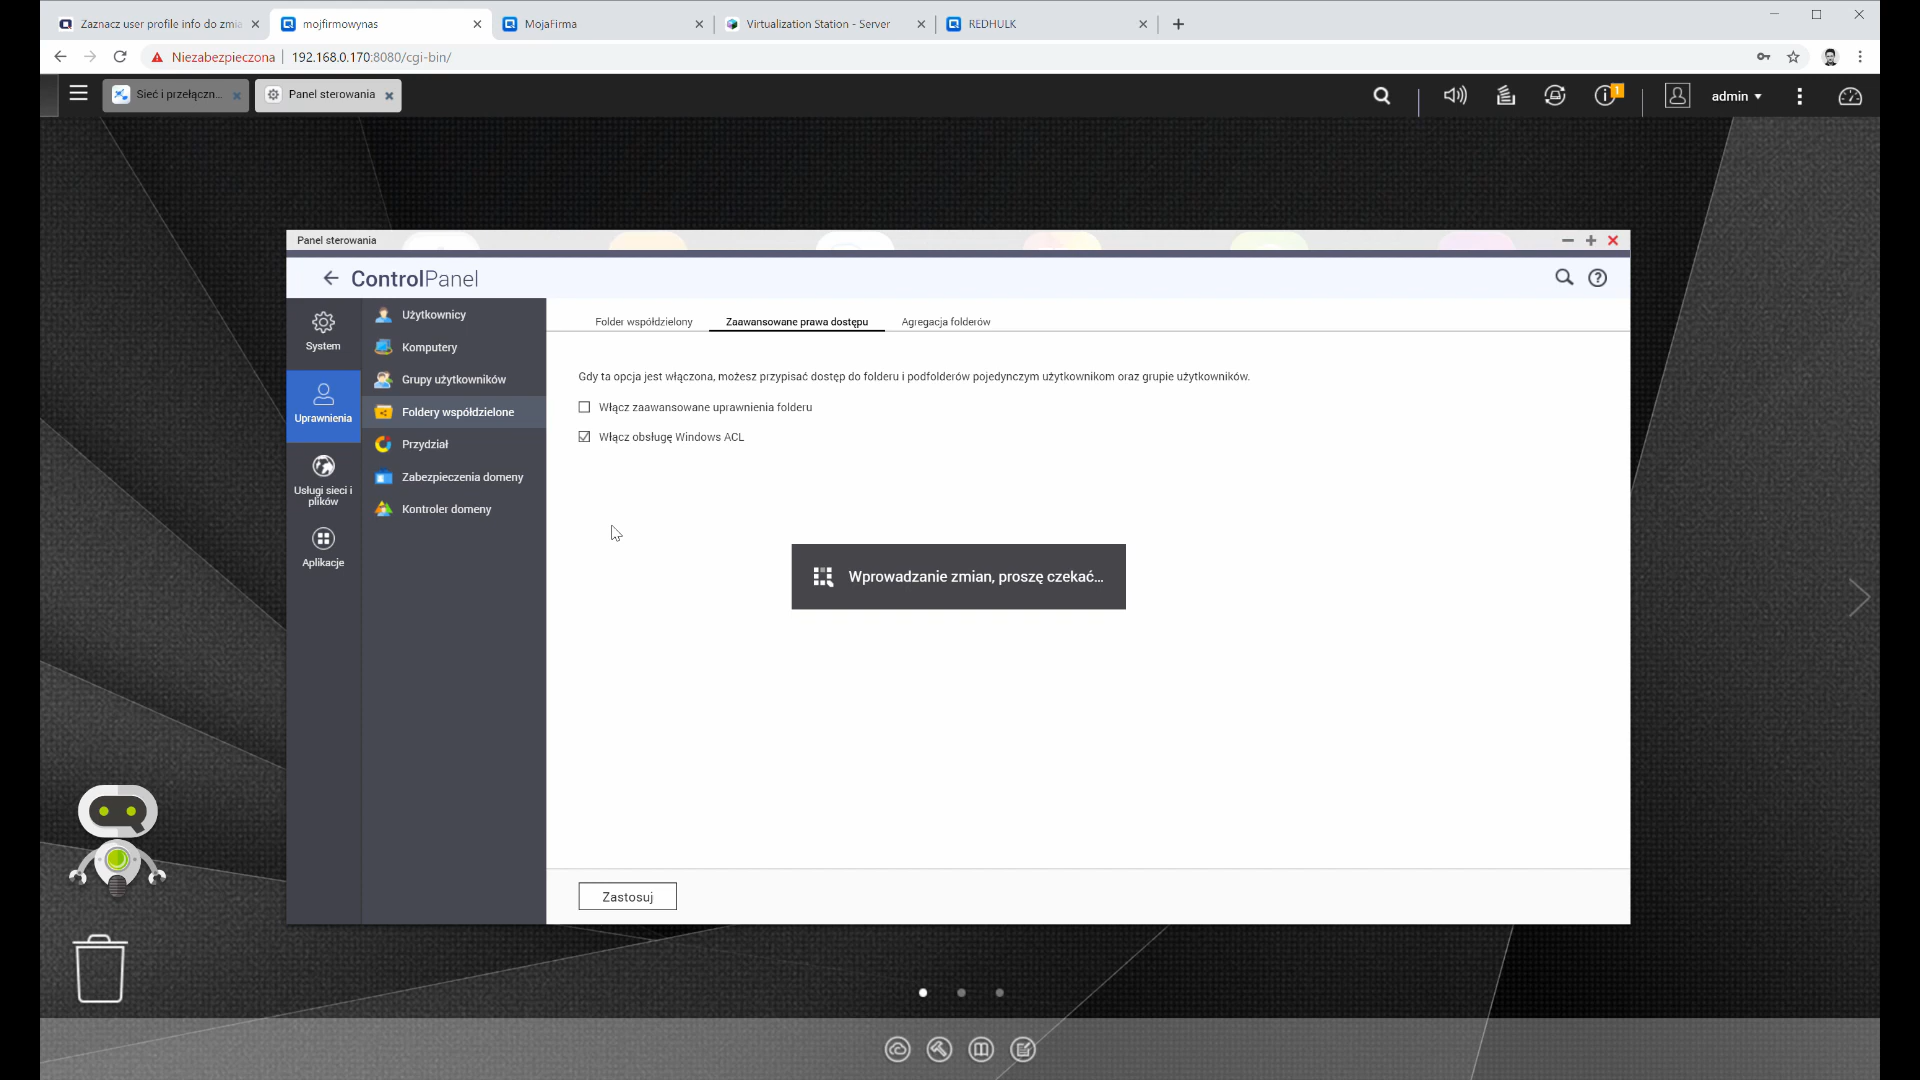 Zaznacz user profile info do zmia
mojfirmowynas
MojaFirma
Virtualization Station - Server
REDHULK
Niezabezpieczona
192.168.0.170:8080/cgi-bin/
Sieć i przełączn...
Panel sterowania
1
admin
Panel sterowania
ControlPanel
System
Uprawnienia
Usługi sieci i
plików
Aplikacje
Użytkownicy
Komputery
Grupy użytkowników
Foldery współdzielone
Przydział
Zabezpieczenia domeny
Kontroler domeny
Folder współdzielony
Zaawansowane prawa dostępu
Agregacja folderów
Gdy ta opcja jest włączona, możesz przypisać dostęp do folderu i podfolderów pojedynczym użytkownikom oraz grupie użytkowników.
Włącz zaawansowane uprawnienia folderu
Włącz obsługę Windows ACL
Wprowadzanie zmian, proszę czekać...
Zastosuj